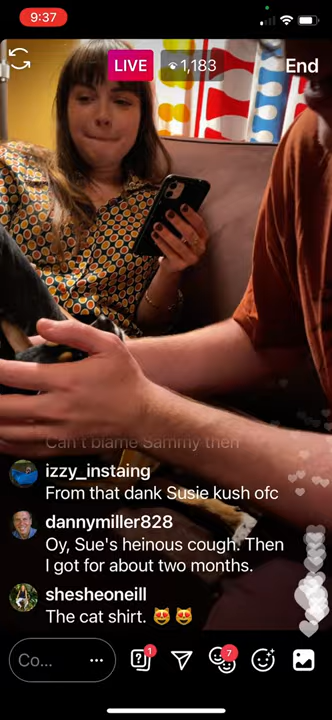 9:37
LIVE
1,183
End
Can't blame Sammy then
izzy_instaing
From that dank Susie kush ofc
dannymiller828
Oy, Sue's heinous cough. Then
I got for about two months.
shesheoneill
The cat shirt. 😻 😻
Co...
1
7